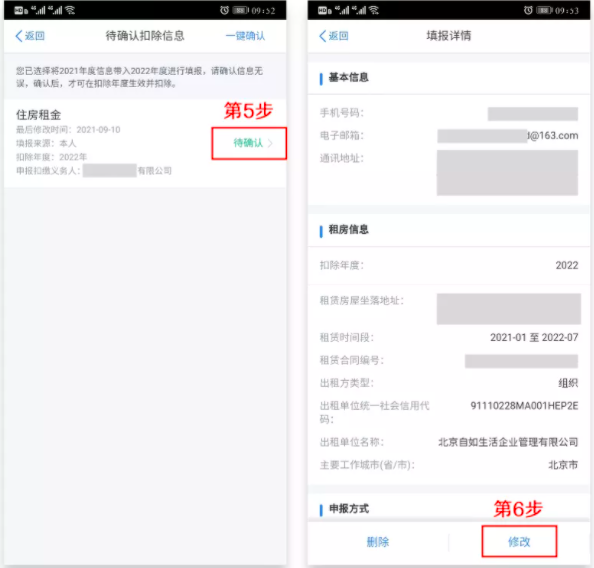 HD 4G 4G 09:52
返回 待确认扣除信息 一键确认
您已选择将2021年度信息带入2022年度进行填报，请确认信息无
误，确认后，才可在扣除年度生效并扣除。
住房租金
最后修改时间：2021-09-10
填报来源：本人
扣除年度：2022年
申报扣缴义务人： 有限公司
第5步
待确认
HD 4G 4G 09:53
返回 填报详情
基本信息
手机号码：
电子邮箱： @163.com
通讯地址：
租房信息
扣除年度： 2022
租赁房屋坐落地址：
租赁时间段： 2021-01 至 2022-07
租赁合同编号：
出租方类型： 组织
出租单位统一社会信用代 91110228MA001HEP2E
码：
出租单位名称： 北京自如生活企业管理有限公司
主要工作城市(省/市)： 北京市
申报方式
第6步
删除 修改